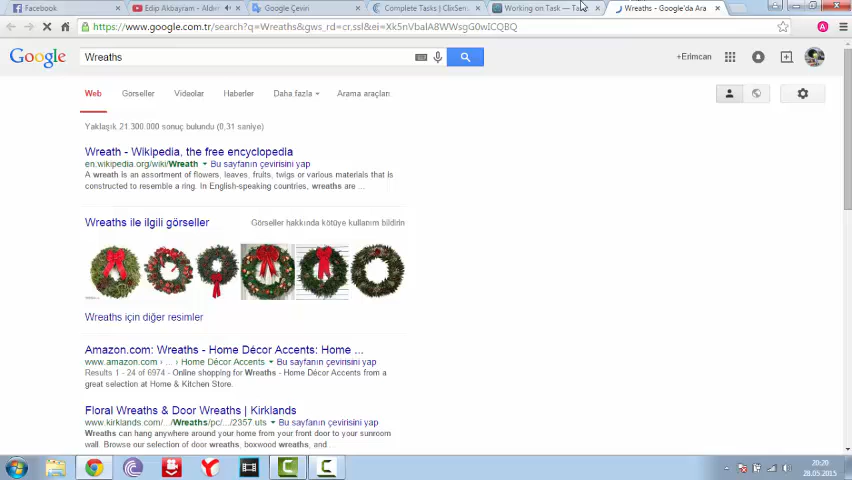 Facebook
Edip Akbayram - Aldırm
Google Çeviri
Complete Tasks | ClixSen
Working on Task — Ta
Wreaths - Google'da Ara
https://www.google.com.tr/search?q=Wreaths&gws_rd=cr,ssl&ei=Xk5nVbalA8WWsgG0wICQBQ
Google
Wreaths
+Erimcan
Web
Görseller
Videolar
Haberler
Daha fazla
Arama araçları
Yaklaşık 21.300.000 sonuç bulundu (0,31 saniye)
Wreath - Wikipedia, the free encyclopedia
en.wikipedia.org/wiki/Wreath Bu sayfanın çevirisini yap
A wreath is an assortment of flowers, leaves, fruits, twigs or various materials that is
constructed to resemble a ring. In English-speaking countries, wreaths are ...
Wreaths ile ilgili görseller
Görseller hakkında kötüye kullanım bildirin
Wreaths için diğer resimler
Amazon.com: Wreaths - Home Décor Accents: Home ...
www.amazon.com › ... › Home Décor Accents Bu sayfanın çevirisini yap
Results 1 - 24 of 6974 - Online shopping for Wreaths - Home Décor Accents from a
great selection at Home & Kitchen Store.
Floral Wreaths & Door Wreaths | Kirklands
www.kirklands.com/.../Wreaths/pc/.../2357.uts Bu sayfanın çevirisini yap
Wreaths can hang anywhere around your home from your front door to your sunroom
wall. Browse our selection of door wreaths, boxwood wreaths, and ...
20:20
28.05.2015